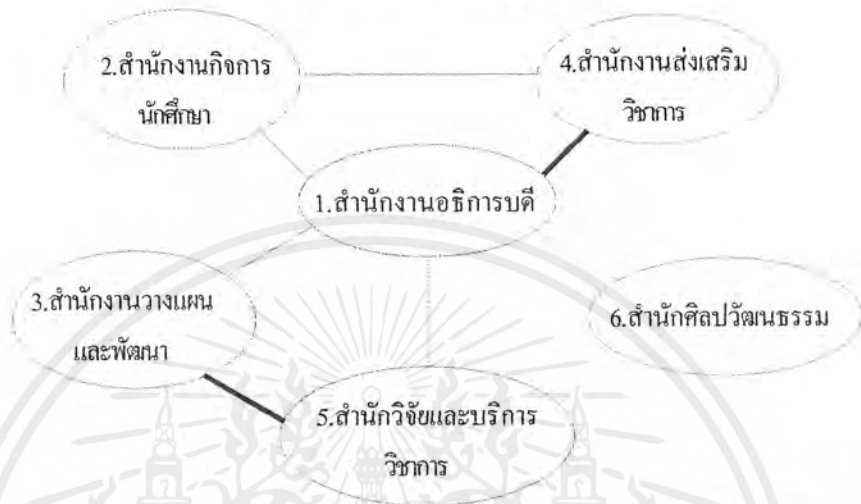 2.สำนักงานกิจการ
นักศึกษา
4.สำนักงานส่งเสริม
วิชาการ
1.สำนักงานอธิการบดี
3.สำนักงานวางแผน
และพัฒนา
6.สำนักศิลปวัฒนธรรม
5.สำนักวิจัยและบริการ
วิชาการ